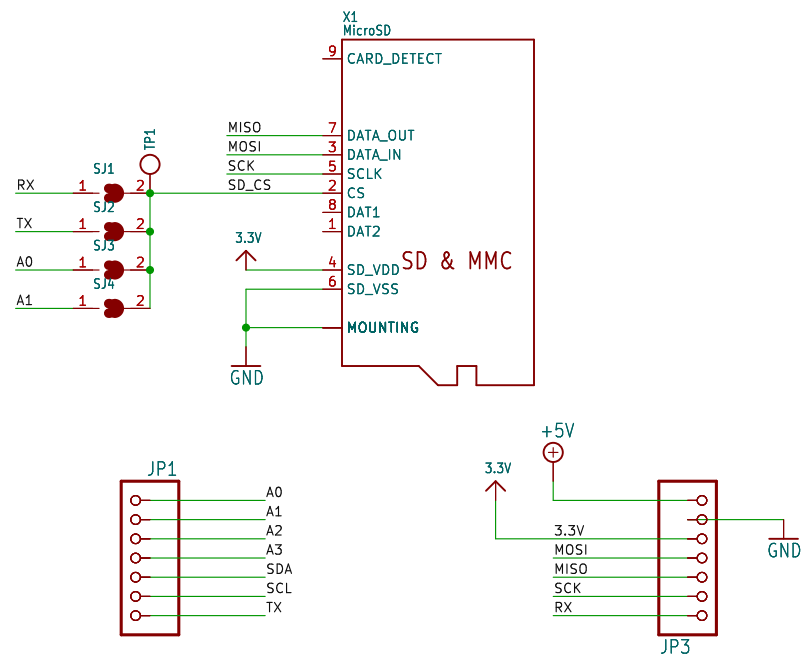 X1
MicroSD
9 CARD_DETECT
TP1
MISO 7 DATA_OUT
MOSI 3 DATA_IN
SCK 5 SCLK
SJ1
RX 1 2 SD_CS 2 CS
SJ2
8 DAT1
TX 1 2 1 DAT2
SJ3
3.3V
SD & MMC
A0 1 2 4 SD_VDD
SJ4
6 SD_VSS
A1 1 2
MOUNTING
GND
+5V
JP1
3.3V
A0
A1
A2
A3
SDA
SCL
TX
3.3V
MOSI
MISO
SCK
RX
GND
JP3